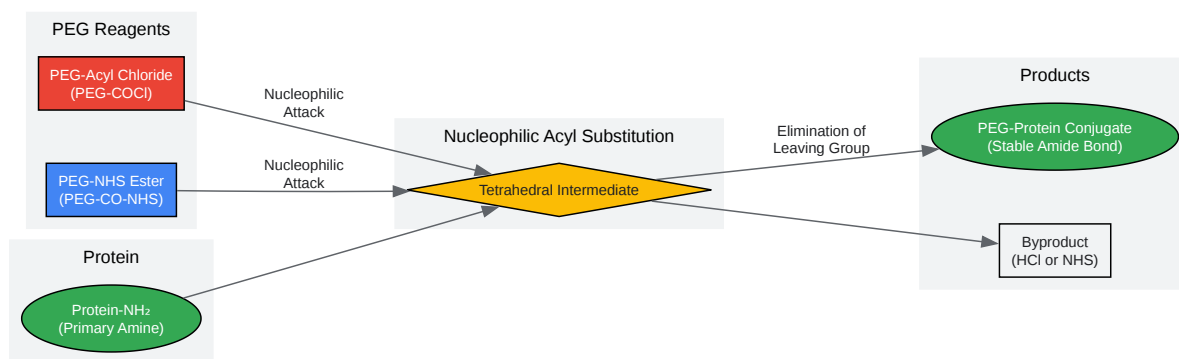 PEG Reagents
PEG-Acyl Chloride
(PEG-COCl)
PEG-NHS Ester
(PEG-CO-NHS)
Protein
Protein-NH₂
(Primary Amine)
Nucleophilic
Attack
Nucleophilic
Attack
Nucleophilic Acyl Substitution
Tetrahedral Intermediate
Elimination of
Leaving Group
Products
PEG-Protein Conjugate
(Stable Amide Bond)
Byproduct
(HCl or NHS)